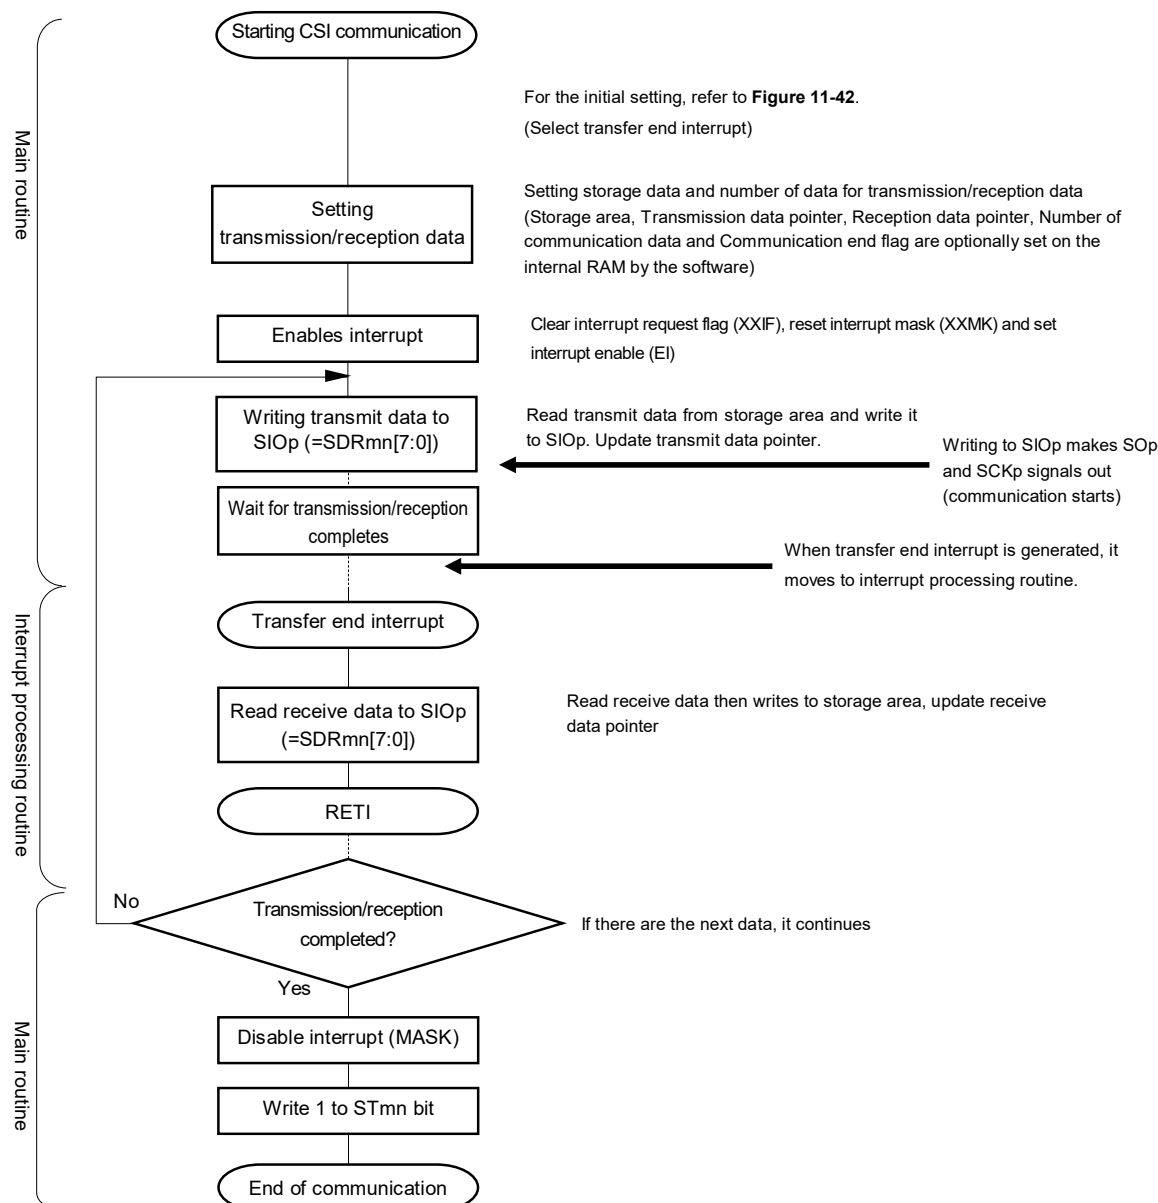 Starting CSI communication
For the initial setting, refer to Figure 11-42.
(Select transfer end interrupt)
Main routine
Setting
transmission/reception data
Setting storage data and number of data for transmission/reception data
(Storage area, Transmission data pointer, Reception data pointer, Number of
communication data and Communication end flag are optionally set on the
internal RAM by the software)
Enables interrupt
Clear interrupt request flag (XXIF), reset interrupt mask (XXMK) and set
interrupt enable (EI)
Writing transmit data to
SIOp (=SDRmn[7:0])
Read transmit data from storage area and write it
to SIOp. Update transmit data pointer.
Writing to SIOp makes SOp
and SCKp signals out
(communication starts)
Wait for transmission/reception
completes
When transfer end interrupt is generated, it
moves to interrupt processing routine.
Interrupt processing routine
Transfer end interrupt
Read receive data to SIOp
(=SDRmn[7:0])
Read receive data then writes to storage area, update receive
data pointer
RETI
No
Transmission/reception
completed?
If there are the next data, it continues
Yes
Main routine
Disable interrupt (MASK)
Write 1 to STmn bit
End of communication